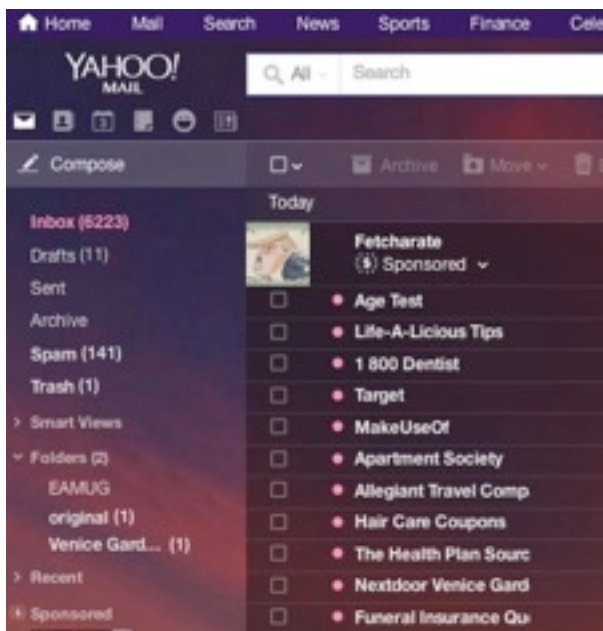 Home Mail Search News Sports Finance Cele
YAHOO!
MAIL
All Search
Compose
Archive Move
Today
Inbox (6223)
Drafts (11)
Sent
Archive
Spam (141)
Trash (1)
Smart Views
Folders (2)
EAMUG
original (1)
Venice Gard... (1)
Recent
Sponsored
Fetcharate
Sponsored
Age Test
Life-A-Licious Tips
1 800 Dentist
Target
MakeUseOf
Apartment Society
Allegiant Travel Comp
Hair Care Coupons
The Health Plan Sourc
Nextdoor Venice Gard
Funeral Insurance Qu